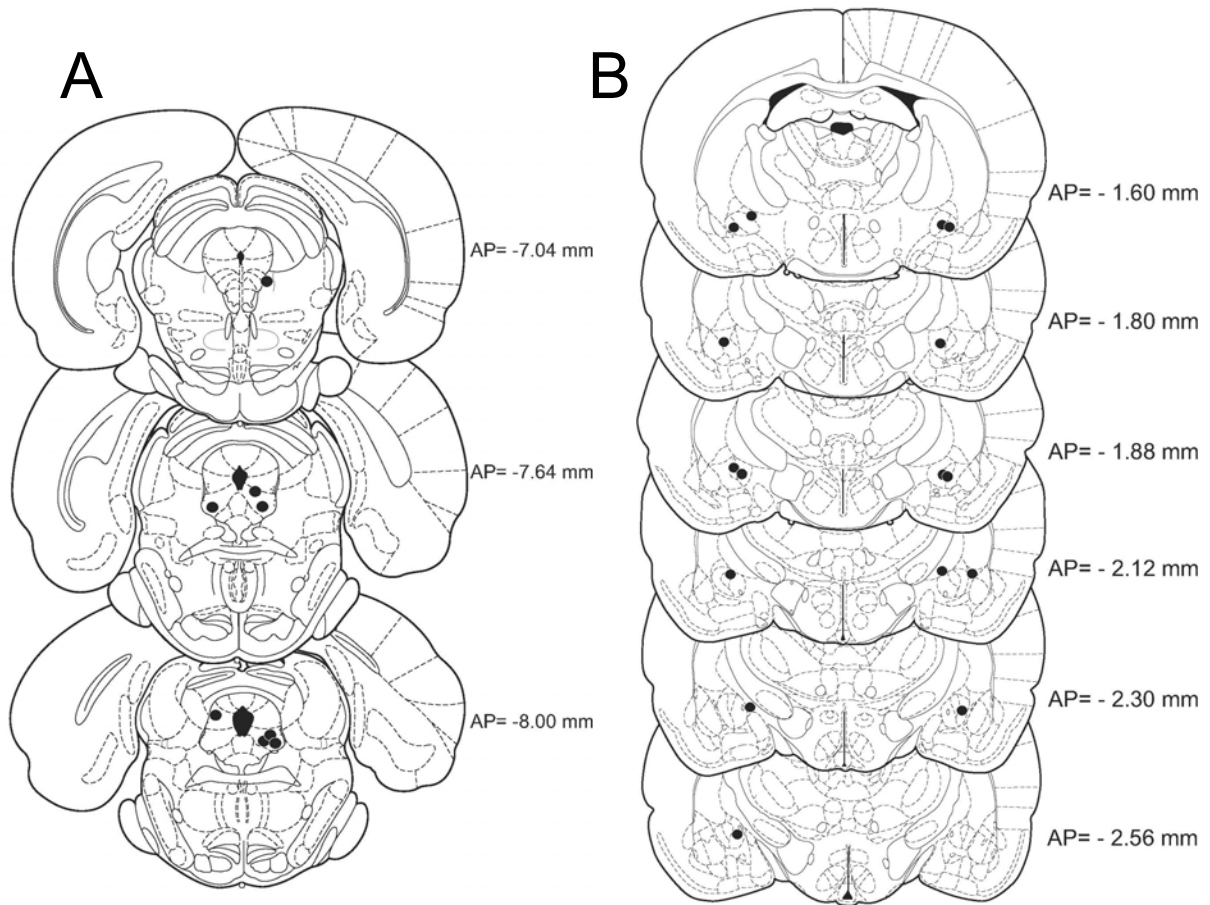 A
B
AP= -7.04 mm
AP= -7.64 mm
AP= -8.00 mm
AP= - 1.60 mm
AP= - 1.80 mm
AP= - 1.88 mm
AP= - 2.12 mm
AP= - 2.30 mm
AP= - 2.56 mm